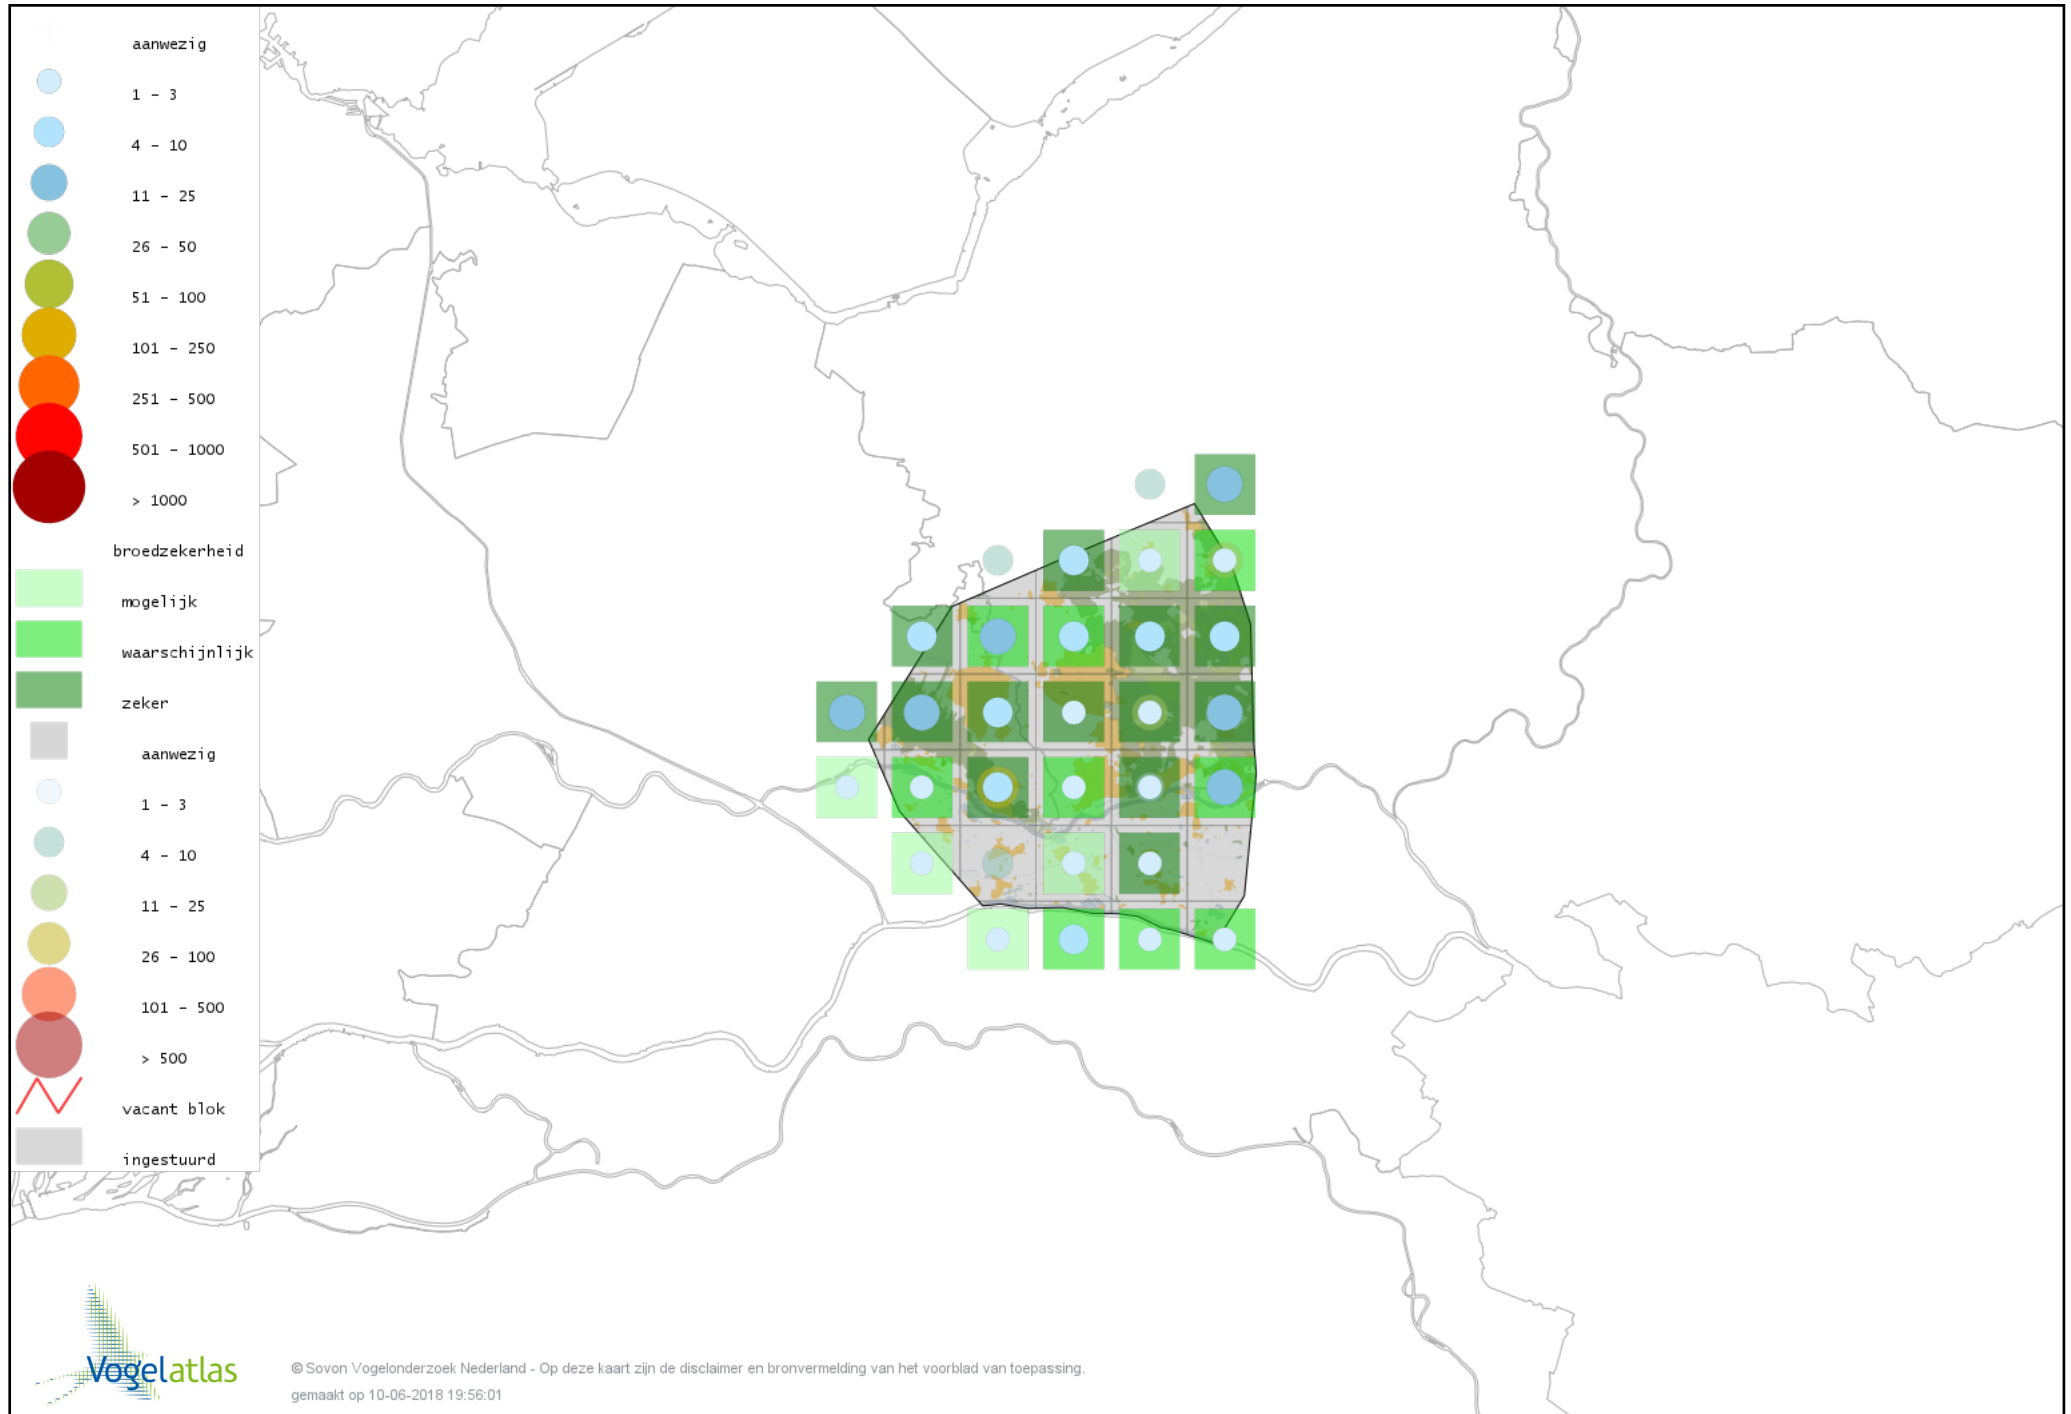 aanwezig
1 - 3
4 - 10
11 - 25
26 - 50
51 - 100
101 - 250
251 - 500
501 - 1000
> 1000
broedzekerheid
mogelijk
waarschijnlijk
zeker
aanwezig
1 - 3
4 - 10
11 - 25
26 - 100
101 - 500
> 500
vacant blok
ingestuurd
Vogelatlas
© Sovon Vogelonderzoek Nederland - Op deze kaart zijn de disclaimer en bronvermelding van het voorblad van toepassing.
gemaakt op 10-06-2018 19:56:01